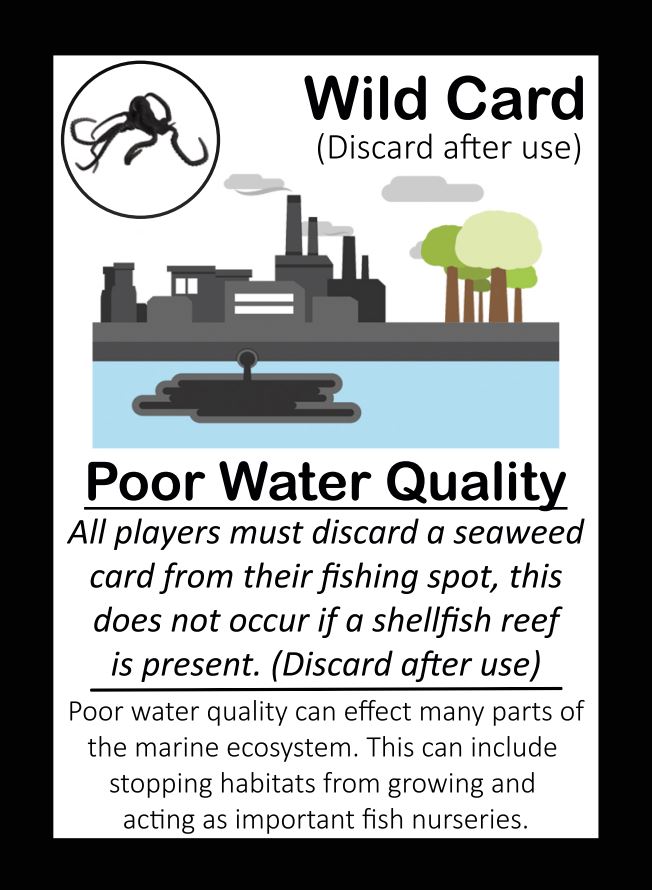 Wild Card
(Discard after use)
Poor Water Quality
All players must discard a seaweed
card from their fishing spot, this
does not occur if a shellfish reef
is present. (Discard after use)
Poor water quality can effect many parts of
the marine ecosystem. This can include
stopping habitats from growing and
acting as important fish nurseries.